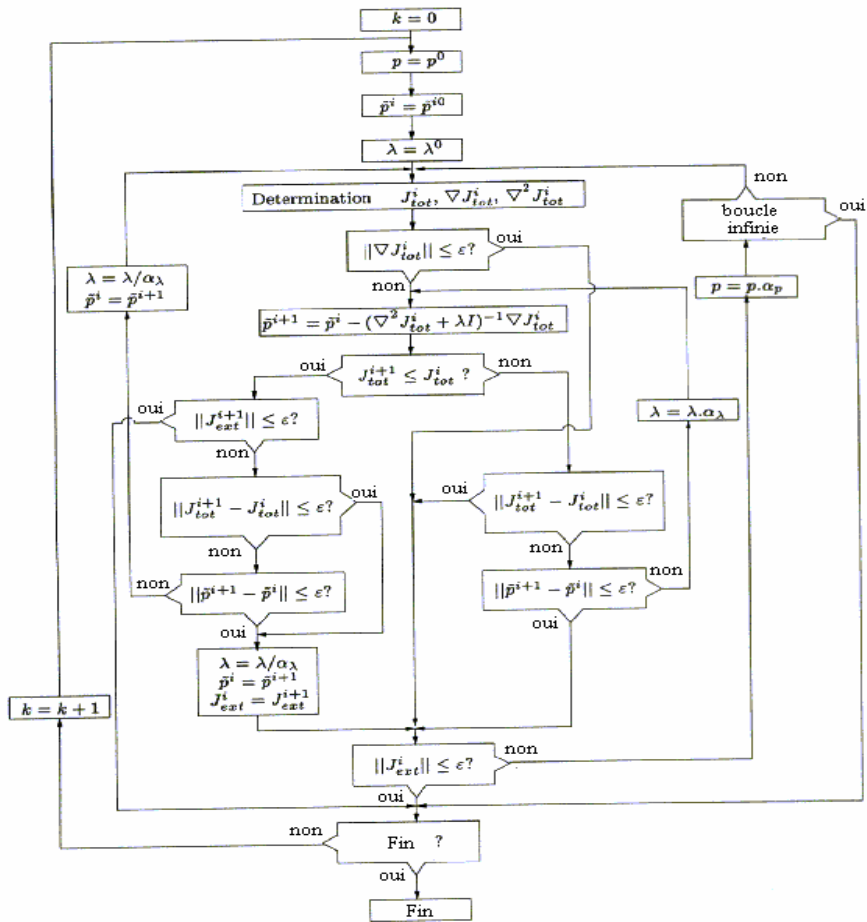 k = 0
p = p⁰
p̃ⁱ = p̃ⁱ⁰
λ = λ⁰
non
Determination J^i_{tot}, ∇J^i_{tot}, ∇²J^i_{tot}
boucle
infinie
oui
||∇J^i_{tot}|| ≤ ε?
oui
non
λ = λ/α_λ
p̃ⁱ = p̃ⁱ⁺¹
p = p.α_p
p̃ⁱ⁺¹ = p̃ⁱ − (∇²J^i_{tot} + λI)⁻¹∇J^i_{tot}
oui
J^{i+1}_{tot} ≤ J^i_{tot} ?
non
oui
||J^{i+1}_{ext}|| ≤ ε?
non
λ = λ.α_λ
||J^{i+1}_{tot} − J^i_{tot}|| ≤ ε?
oui
non
oui
||J^{i+1}_{tot} − J^i_{tot}|| ≤ ε?
non
non
||p̃ⁱ⁺¹ − p̃ⁱ|| ≤ ε?
oui
||p̃ⁱ⁺¹ − p̃ⁱ|| ≤ ε?
non
oui
λ = λ/α_λ
p̃ⁱ = p̃ⁱ⁺¹
J^i_{ext} = J^{i+1}_{ext}
k = k + 1
||J^i_{ext}|| ≤ ε?
non
oui
non
Fin ?
oui
Fin